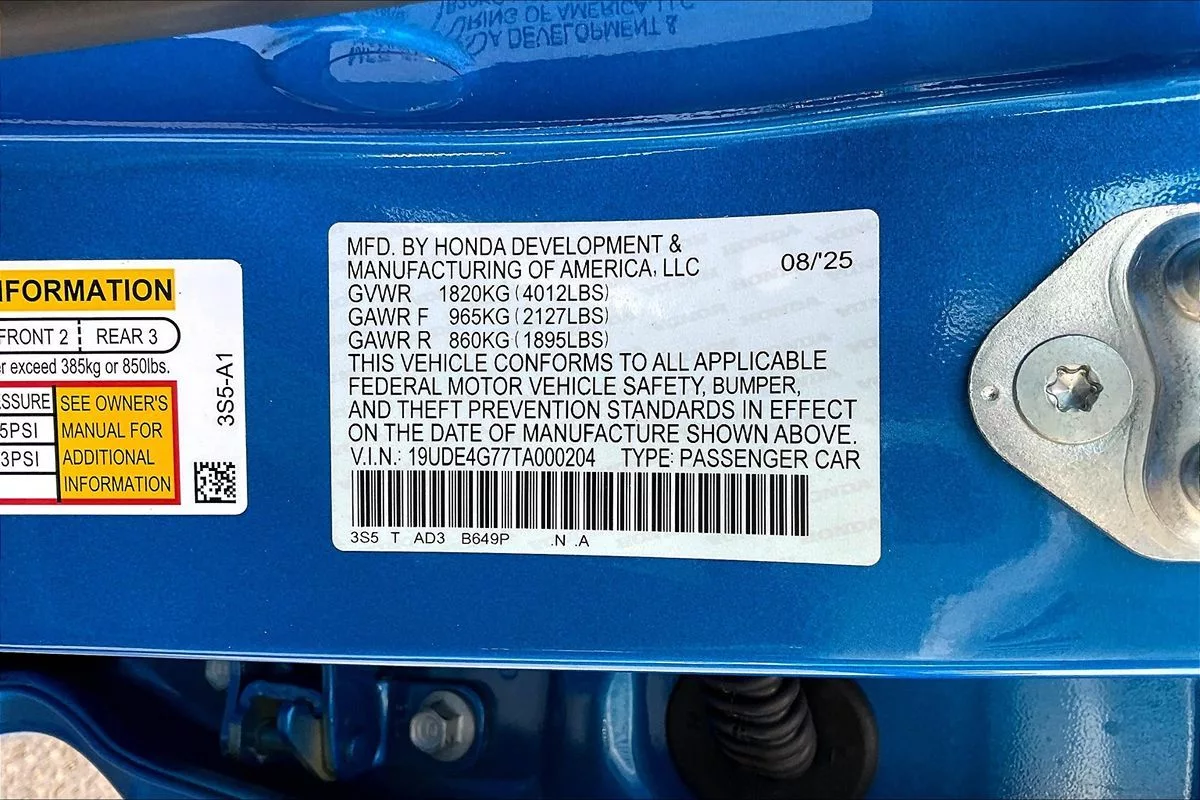 MFD. BY HONDA DEVELOPMENT &
MANUFACTURING OF AMERICA, LLC
08/'25
GVWR 1820KG (4012LBS)
GAWR F 965KG (2127LBS)
GAWR R 860KG (1895LBS)
THIS VEHICLE CONFORMS TO ALL APPLICABLE
FEDERAL MOTOR VEHICLE SAFETY, BUMPER,
AND THEFT PREVENTION STANDARDS IN EFFECT
ON THE DATE OF MANUFACTURE SHOWN ABOVE.
V.I.N.: 19UDE4G77TA000204 TYPE: PASSENGER CAR
3S5 T AD3 B649P .N .A
FRONT 2 REAR 3
exceed 385kg or 850lbs.
SEE OWNER'S
MANUAL FOR
ADDITIONAL
INFORMATION
3S5-A1